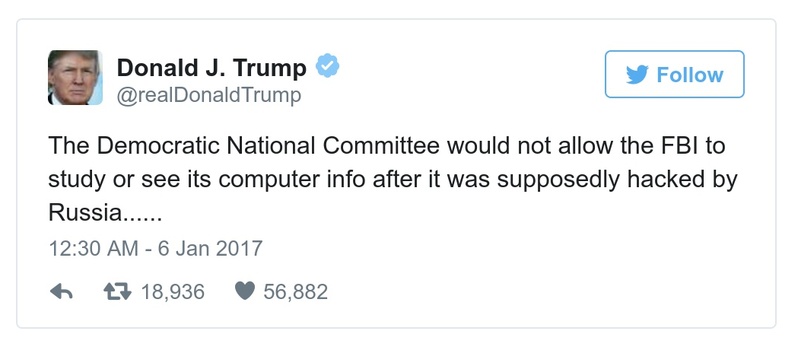 Donald J. Trump
@realDonaldTrump
Follow
The Democratic National Committee would not allow the FBI to
study or see its computer info after it was supposedly hacked by
Russia......
12:30 AM - 6 Jan 2017
18,936 56,882